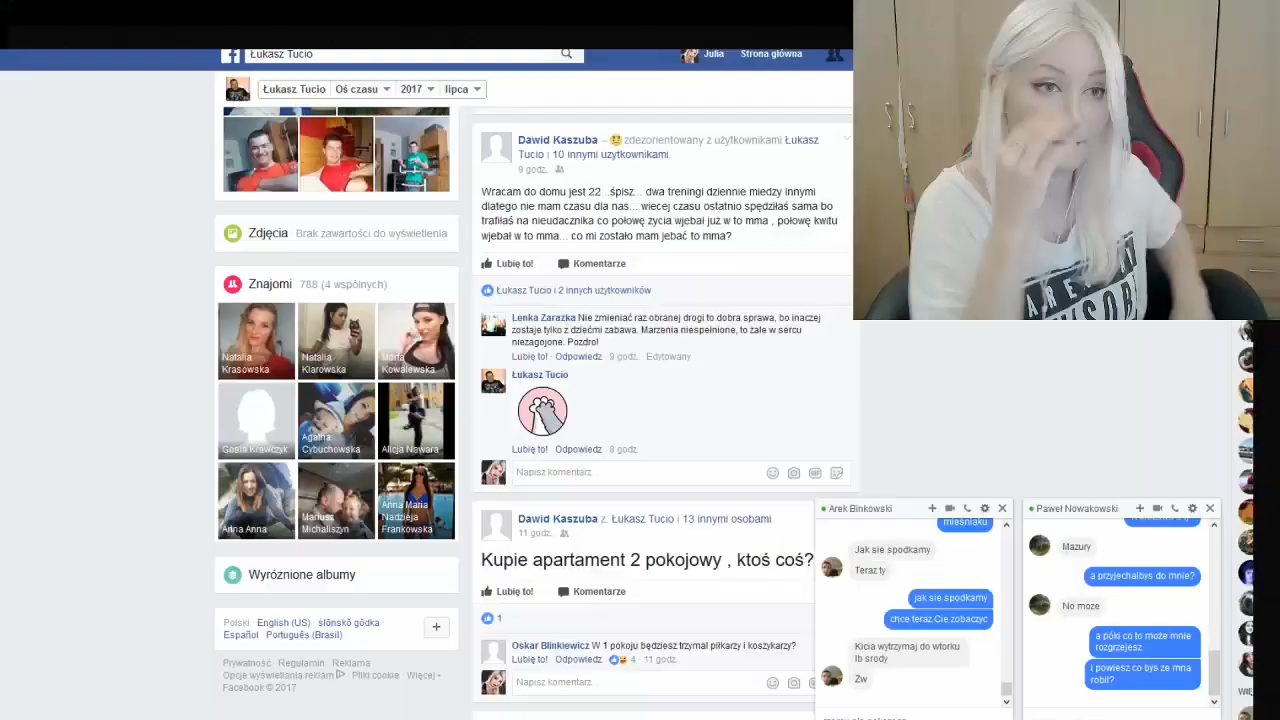 Łukasz Tucio
Julia
Strona główna
Łukasz Tucio
Oś czasu
2017
lipca
Dawid Kaszuba – zdezorientowany z użytkownikami Łukasz
Tucio i 10 innymi użytkownikami.
9 godz.
Wracam do domu jest 22 ..śpisz... dwa treningi dziennie miedzy innymi
dlatego nie mam czasu dla nas... wiecej czasu ostatnio spędziłaś sama bo
trafiłaś na nieudacznika co połowę zycia wjebał już w to mma , połowę kwitu
wjebał w to mma... co mi zostało mam jebać to mma?
Lubię to!
Komentarze
Łukasz Tucio i 2 innych użytkowników
Lenka Zarazka Nie zmieniać raz obranej drogi to dobra sprawa, bo inaczej
zostaje tylko z dziećmi zabawa. Marzenia niespełnione, to żale w sercu
niezagojone. Pozdro!
Lubię to! · Odpowiedz · 9 godz. · Edytowany
Łukasz Tucio
Lubię to! · Odpowiedz · 8 godz.
Napisz komentarz
Zdjęcia Brak zawartości do wyświetlenia
Znajomi 788 (4 wspólnych)
Natalia
Krasowska
Natalia
Klarowska
Marta
Kowalewska
Gosia Krawczyk
Agatha
Cybuchowska
Alicja Nawara
Anna Anna
Mariusz
Michaliszyn
Anna Maria
Nadzieja
Frankowska
Wyróżnione albumy
Polski · English (US) · ślōnskŏ gŏdka
Español · Português (Brasil)
+
Prywatność · Regulamin · Reklama
Opcje wyświetlania reklam · Pliki cookie · Więcej
Facebook © 2017
Dawid Kaszuba z: Łukasz Tucio i 13 innymi osobami
11 godz.
Kupie apartament 2 pokojowy , ktoś coś?
Lubię to!
Komentarze
1
Oskar Blinkiewicz W 1 pokoju będziesz trzymał piłkarzy i koszykarzy?
Lubię to! · Odpowiedz · 4 · 11 godz.
Napisz komentarz
Arek Binkowski
mieśniaku
Jak sie spodkamy
Teraz ty
jak sie spodkamy
chce teraz Cie zobaczyc
Kicia wytrzymaj do wtorku
lb srody
Zw
Paweł Nowakowski
Mazury
a przyjechalbys do mnie?
No moze
a póki co to może mnie
rozgrzejesz
i powiesz co bys ze mna
robil?